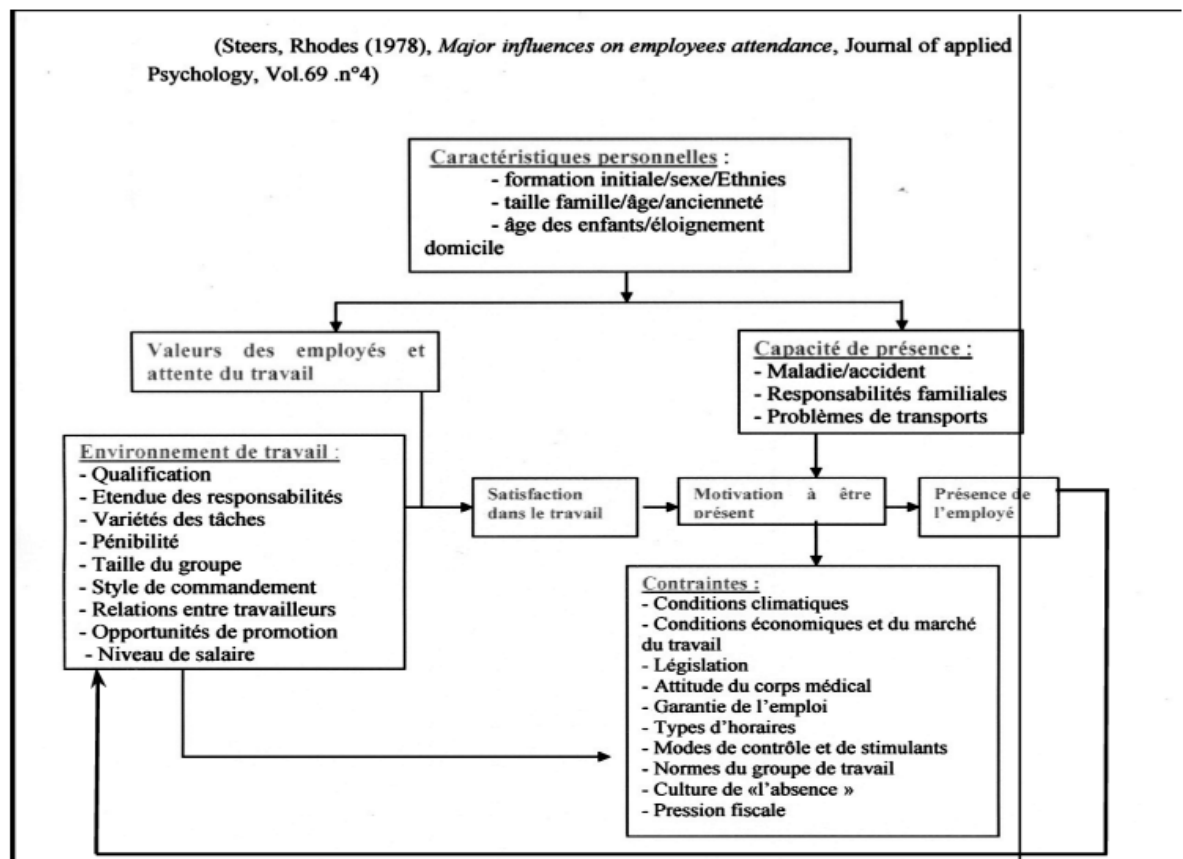 (Steers, Rhodes (1978), Major influences on employees attendance, Journal of applied
Psychology, Vol.69 .n°4)
Caractéristiques personnelles :
- formation initiale/sexe/Ethnies
- taille famille/âge/ancienneté
- âge des enfants/éloignement
domicile
Valeurs des employés et
attente du travail
Capacité de présence :
- Maladie/accident
- Responsabilités familiales
- Problèmes de transports
Environnement de travail :
- Qualification
- Etendue des responsabilités
- Variétés des tâches
- Pénibilité
- Taille du groupe
- Style de commandement
- Relations entre travailleurs
- Opportunités de promotion
- Niveau de salaire
Satisfaction
dans le travail
Motivation à être
présent
Présence de
l'employé
Contraintes :
- Conditions climatiques
- Conditions économiques et du marché
du travail
- Législation
- Attitude du corps médical
- Garantie de l'emploi
- Types d'horaires
- Modes de contrôle et de stimulants
- Normes du groupe de travail
- Culture de «l'absence »
- Pression fiscale